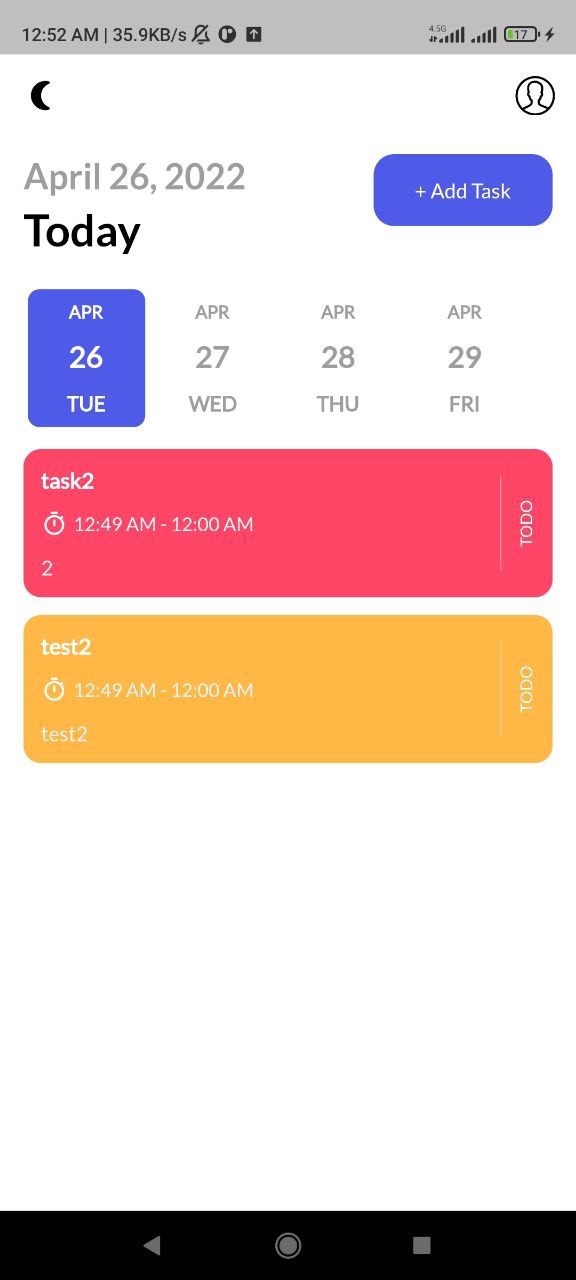 12:52 AM | 35.9KB/s 4.5G 17
April 26, 2022
Today
+ Add Task
APR APR APR APR
26 27 28 29
TUE WED THU FRI
task2
12:49 AM - 12:00 AM
2
TODO
test2
12:49 AM - 12:00 AM
test2
TODO